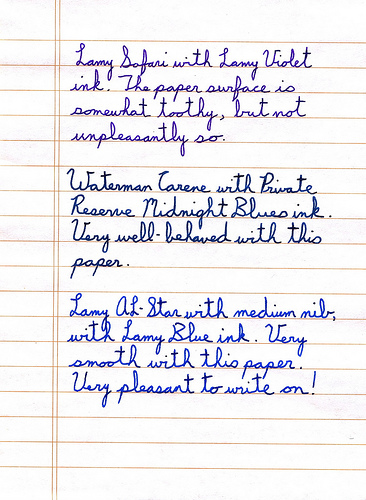 Lamy Safari with Lamy Violet
ink. The paper surface is
somewhat toothy, but not
unpleasantly so.
Waterman Carene with Private
Reserve Midnight Blues ink.
Very well-behaved with this
paper.
Lamy AL-Star with medium nib,
with Lamy Blue ink. Very
smooth with this paper.
Very pleasant to write on!